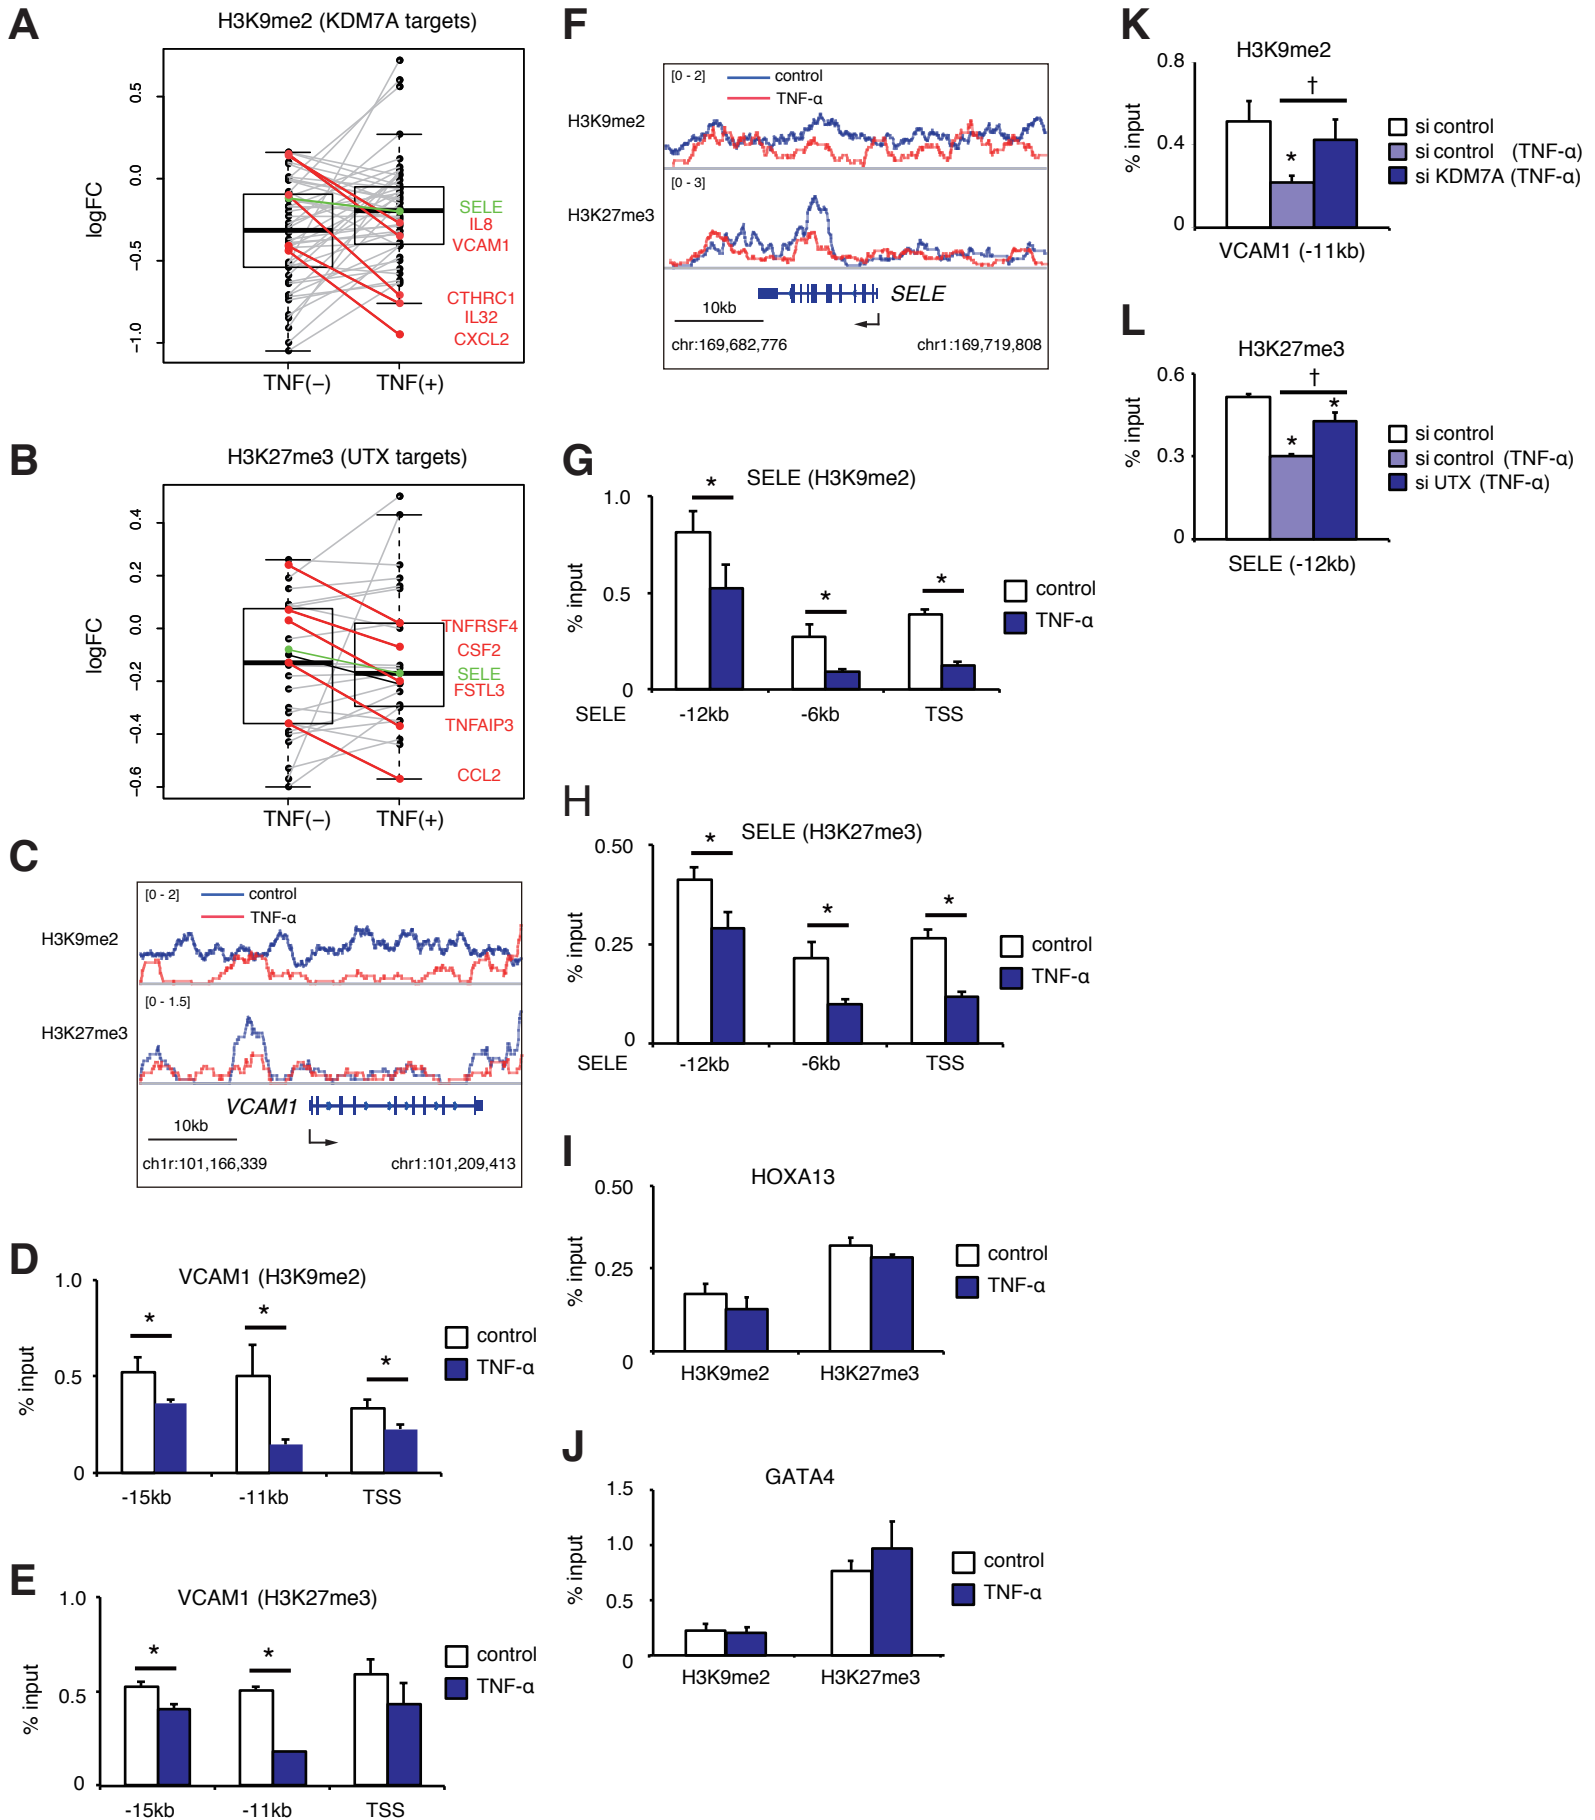 A
H3K9me2 (KDM7A targets)
logFC
0.5
0.0
−0.5
−1.0
SELE
IL8
VCAM1
CTHRC1
IL32
CXCL2
TNF(−)
TNF(+)
B
H3K27me3 (UTX targets)
logFC
0.4
0.2
0.0
−0.2
−0.4
−0.6
TNFRSF4
CSF2
SELE
FSTL3
TNFAIP3
CCL2
TNF(−)
TNF(+)
C
[0 - 2]
control
TNF-α
H3K9me2
[0 - 1.5]
H3K27me3
VCAM1
10kb
ch1r:101,166,339
chr1:101,209,413
D
VCAM1 (H3K9me2)
% input
1.0
0.5
0
*
*
*
control
TNF-α
-15kb
-11kb
TSS
E
VCAM1 (H3K27me3)
% input
1.0
0.5
0
*
*
control
TNF-α
-15kb
-11kb
TSS
F
[0 - 2]
control
TNF-α
H3K9me2
[0 - 3]
H3K27me3
SELE
10kb
chr:169,682,776
chr1:169,719,808
G
SELE (H3K9me2)
% input
1.0
0.5
0
*
*
*
control
TNF-α
SELE
-12kb
-6kb
TSS
H
SELE (H3K27me3)
% input
0.50
0.25
0
*
*
*
control
TNF-α
SELE
-12kb
-6kb
TSS
I
HOXA13
% input
0.50
0.25
0
control
TNF-α
H3K9me2
H3K27me3
J
GATA4
% input
1.5
1.0
0.5
0
control
TNF-α
H3K9me2
H3K27me3
K
H3K9me2
% input
0.8
0.4
0
†
*
si control
si control (TNF-α)
si KDM7A (TNF-α)
VCAM1 (-11kb)
L
H3K27me3
% input
0.6
0.3
0
†
*
*
si control
si control (TNF-α)
si UTX (TNF-α)
SELE (-12kb)